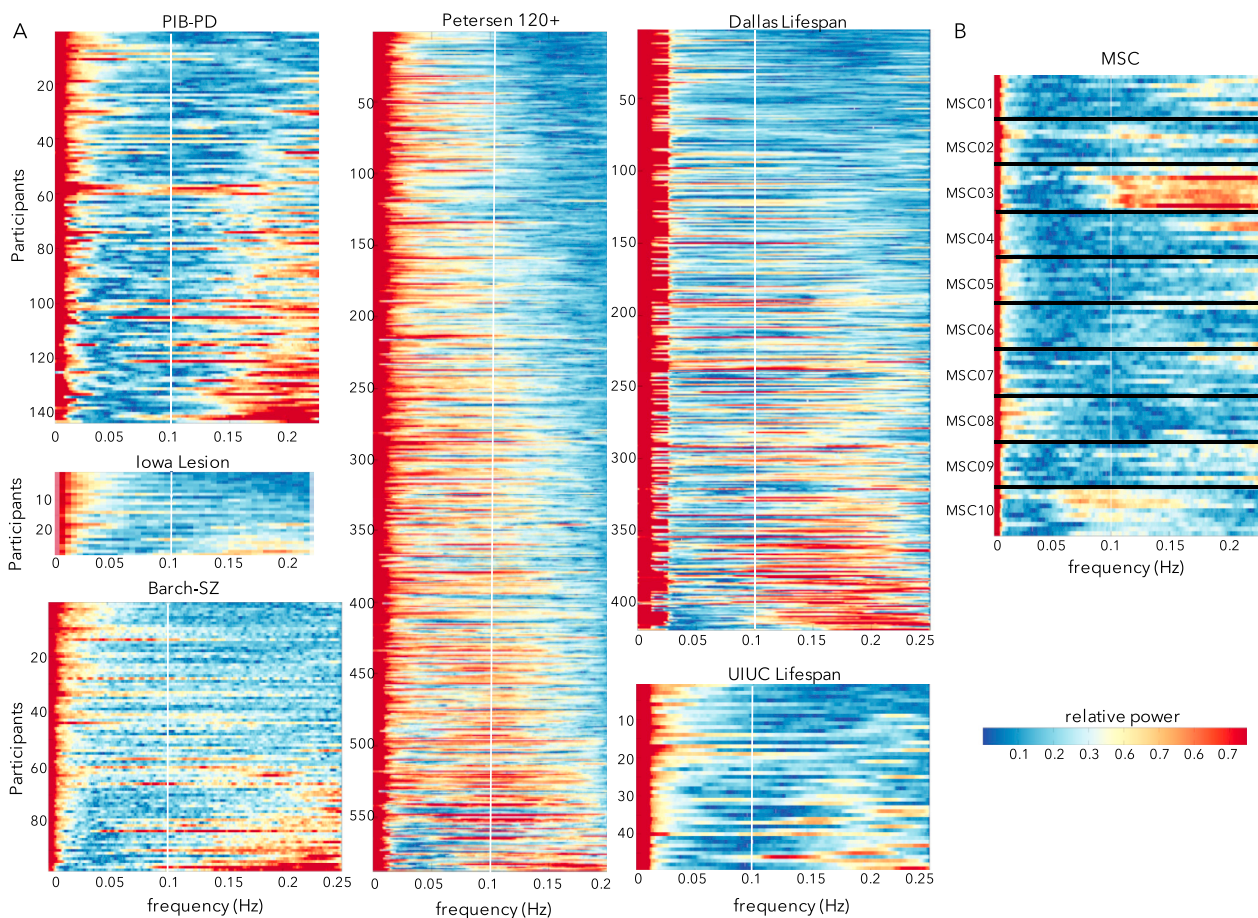 A
PIB-PD
Participants
20
40
60
80
100
120
140
0 0.05 0.1 0.15 0.2
Iowa Lesion
Participants
10
20
0 0.05 0.1 0.15 0.2
Barch-SZ
Participants
20
40
60
80
0 0.05 0.1 0.15 0.2 0.25
frequency (Hz)
Petersen 120+
50
100
150
200
250
300
350
400
450
500
550
0 0.05 0.1 0.15 0.2
frequency (Hz)
Dallas Lifespan
50
100
150
200
250
300
350
400
0 0.05 0.1 0.15 0.2 0.25
UIUC Lifespan
10
20
30
40
0 0.05 0.1 0.15 0.2 0.25
frequency (Hz)
B
MSC
MSC01
MSC02
MSC03
MSC04
MSC05
MSC06
MSC07
MSC08
MSC09
MSC10
0 0.05 0.1 0.15 0.2
frequency (Hz)
relative power
0.1 0.2 0.3 0.6 0.7 0.6 0.7